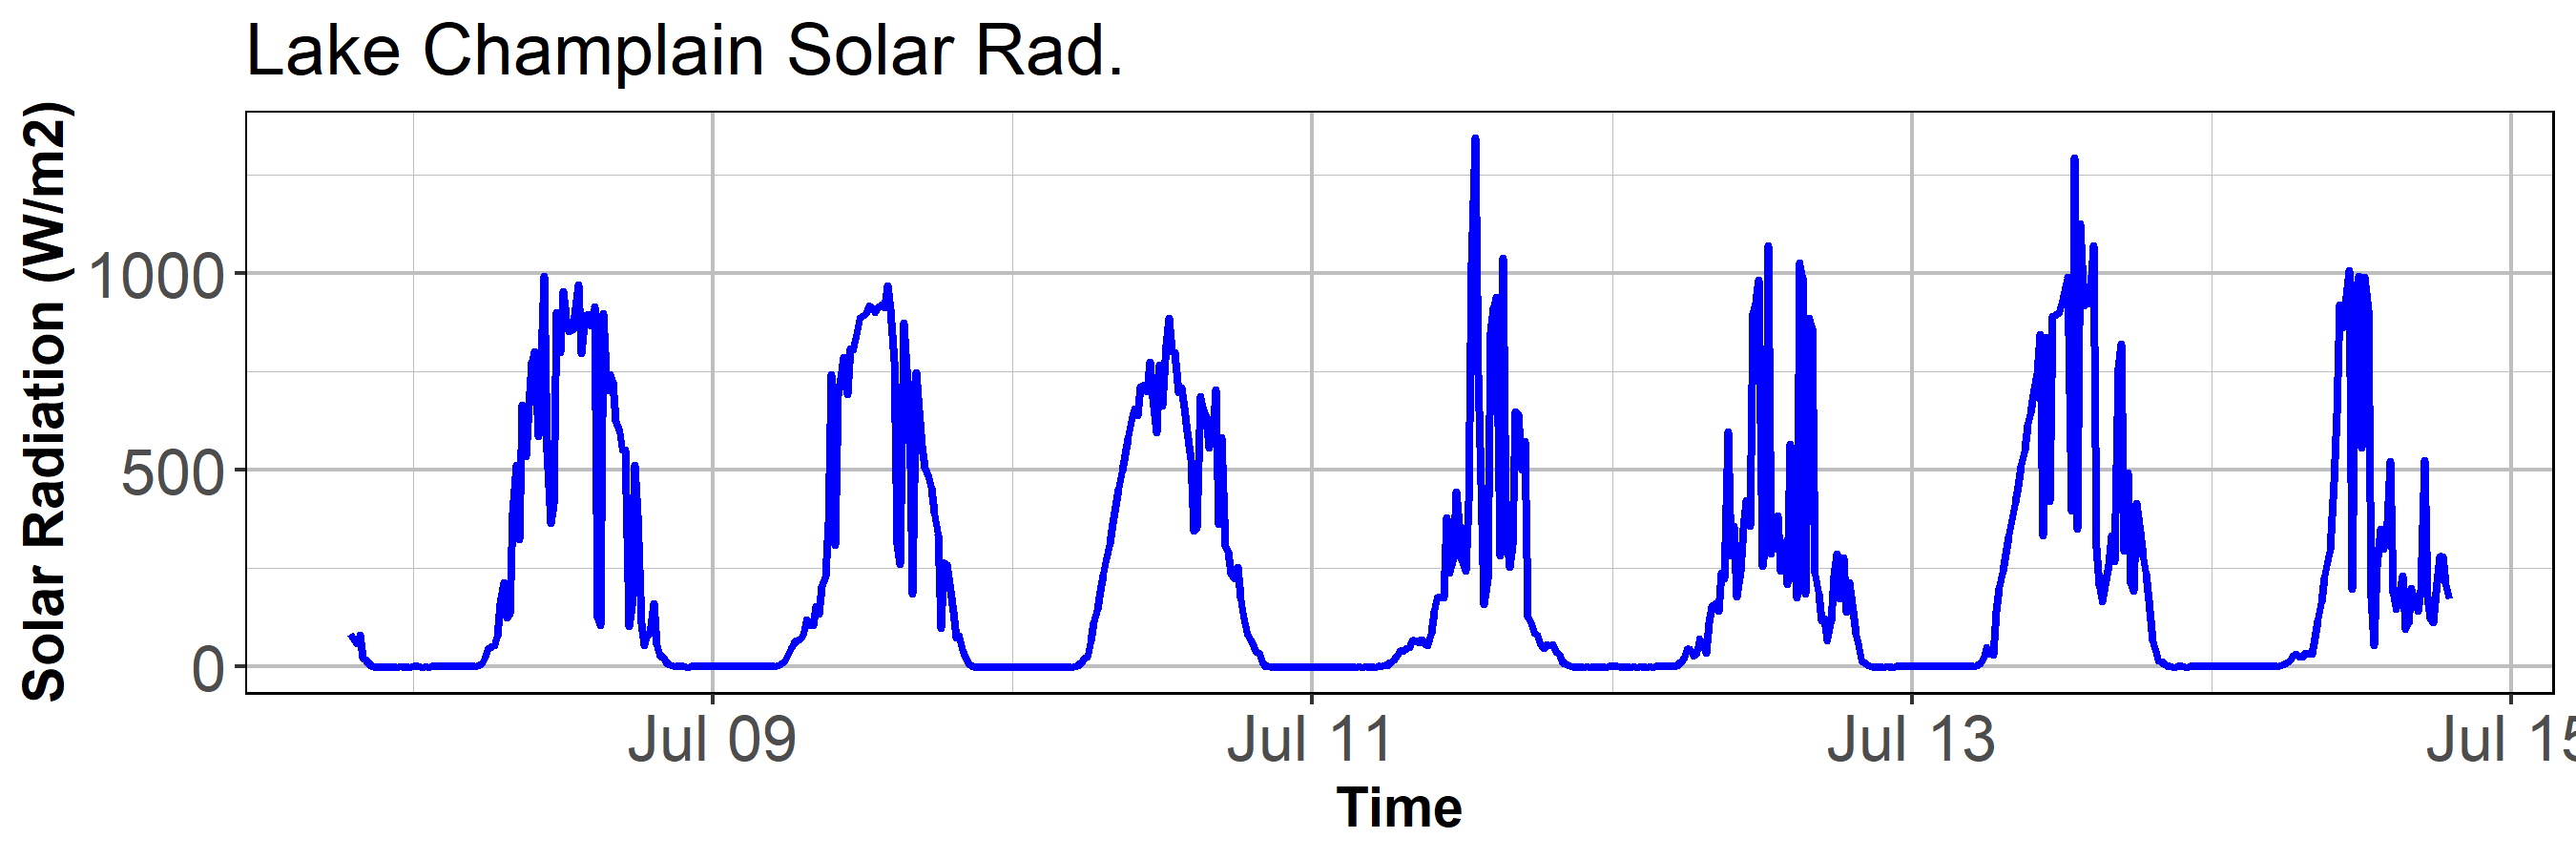 Lake Champlain Solar Rad.
Solar Radiation (W/m2)
1000
500
0
Jul 09
Jul 11
Jul 13
Jul 15
Time